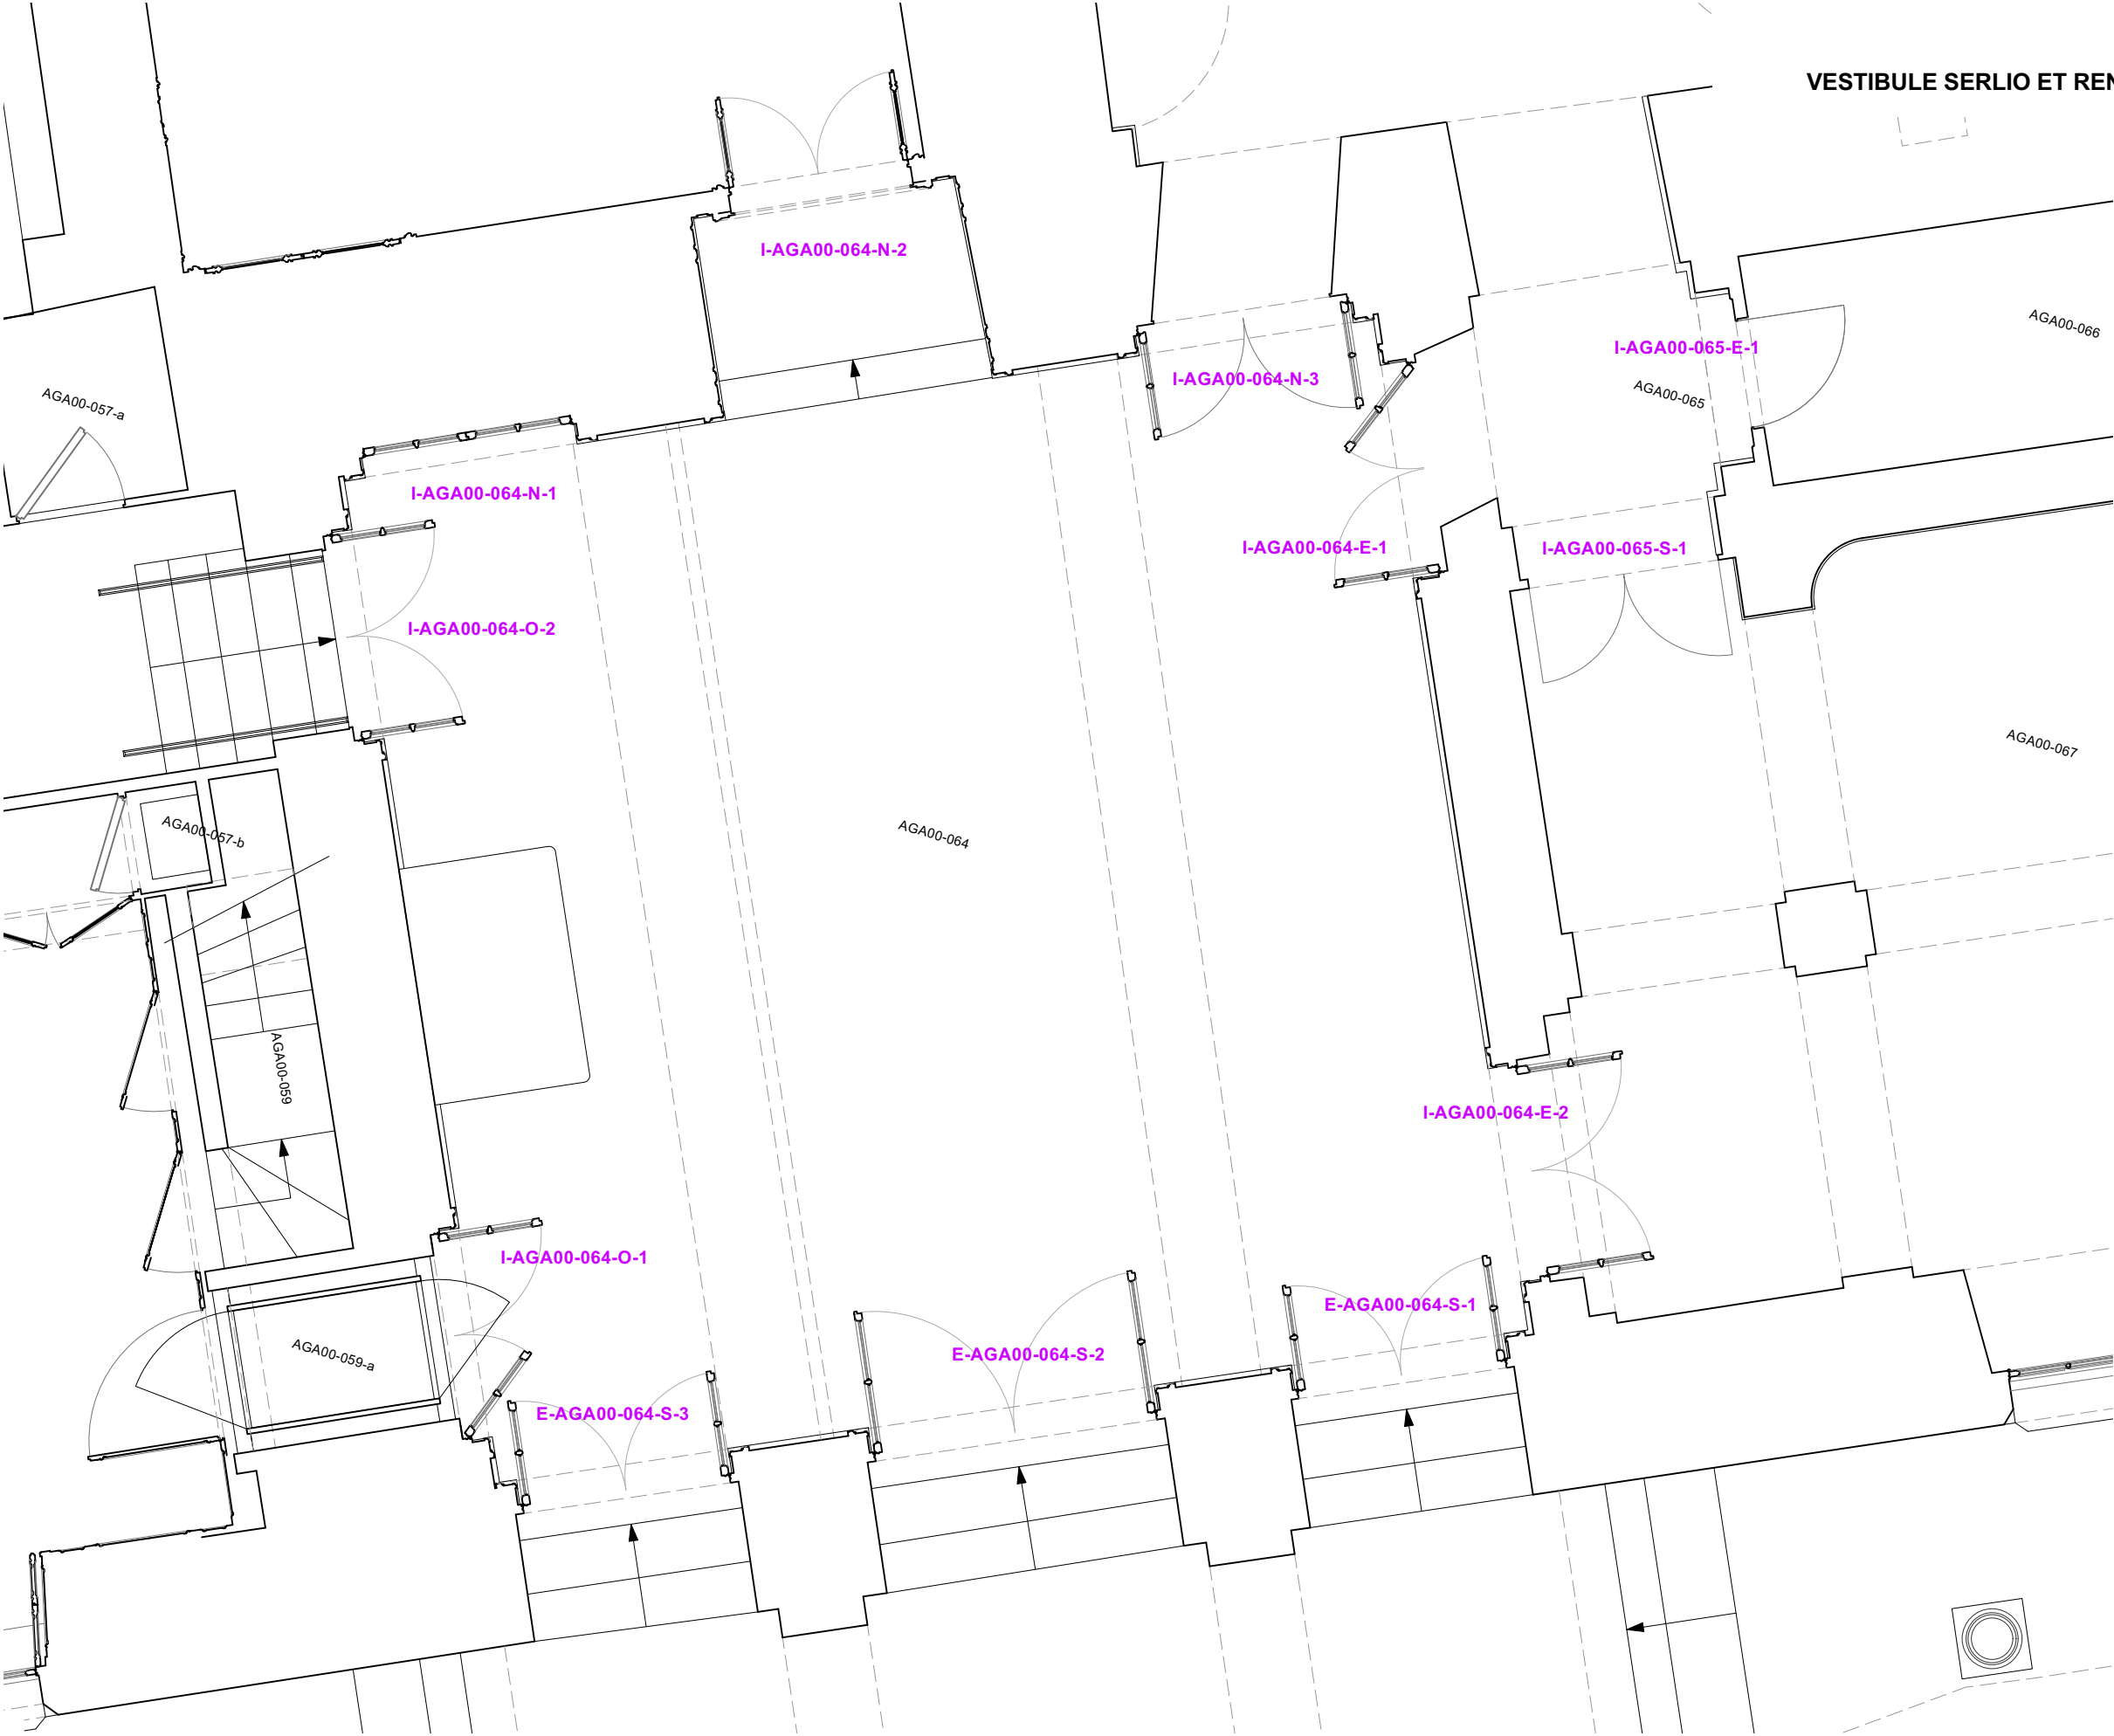 VESTIBULE SERLIO ET REN
I-AGA00-064-N-2
AGA00-066
I-AGA00-065-E-1
I-AGA00-064-N-3
AGA00-065
AGA00-057-a
I-AGA00-064-N-1
I-AGA00-064-E-1
I-AGA00-065-S-1
I-AGA00-064-O-2
AGA00-067
AGA00-057-b
AGA00-064
AGA00-059
I-AGA00-064-E-2
I-AGA00-064-O-1
E-AGA00-064-S-1
AGA00-059-a
E-AGA00-064-S-2
E-AGA00-064-S-3